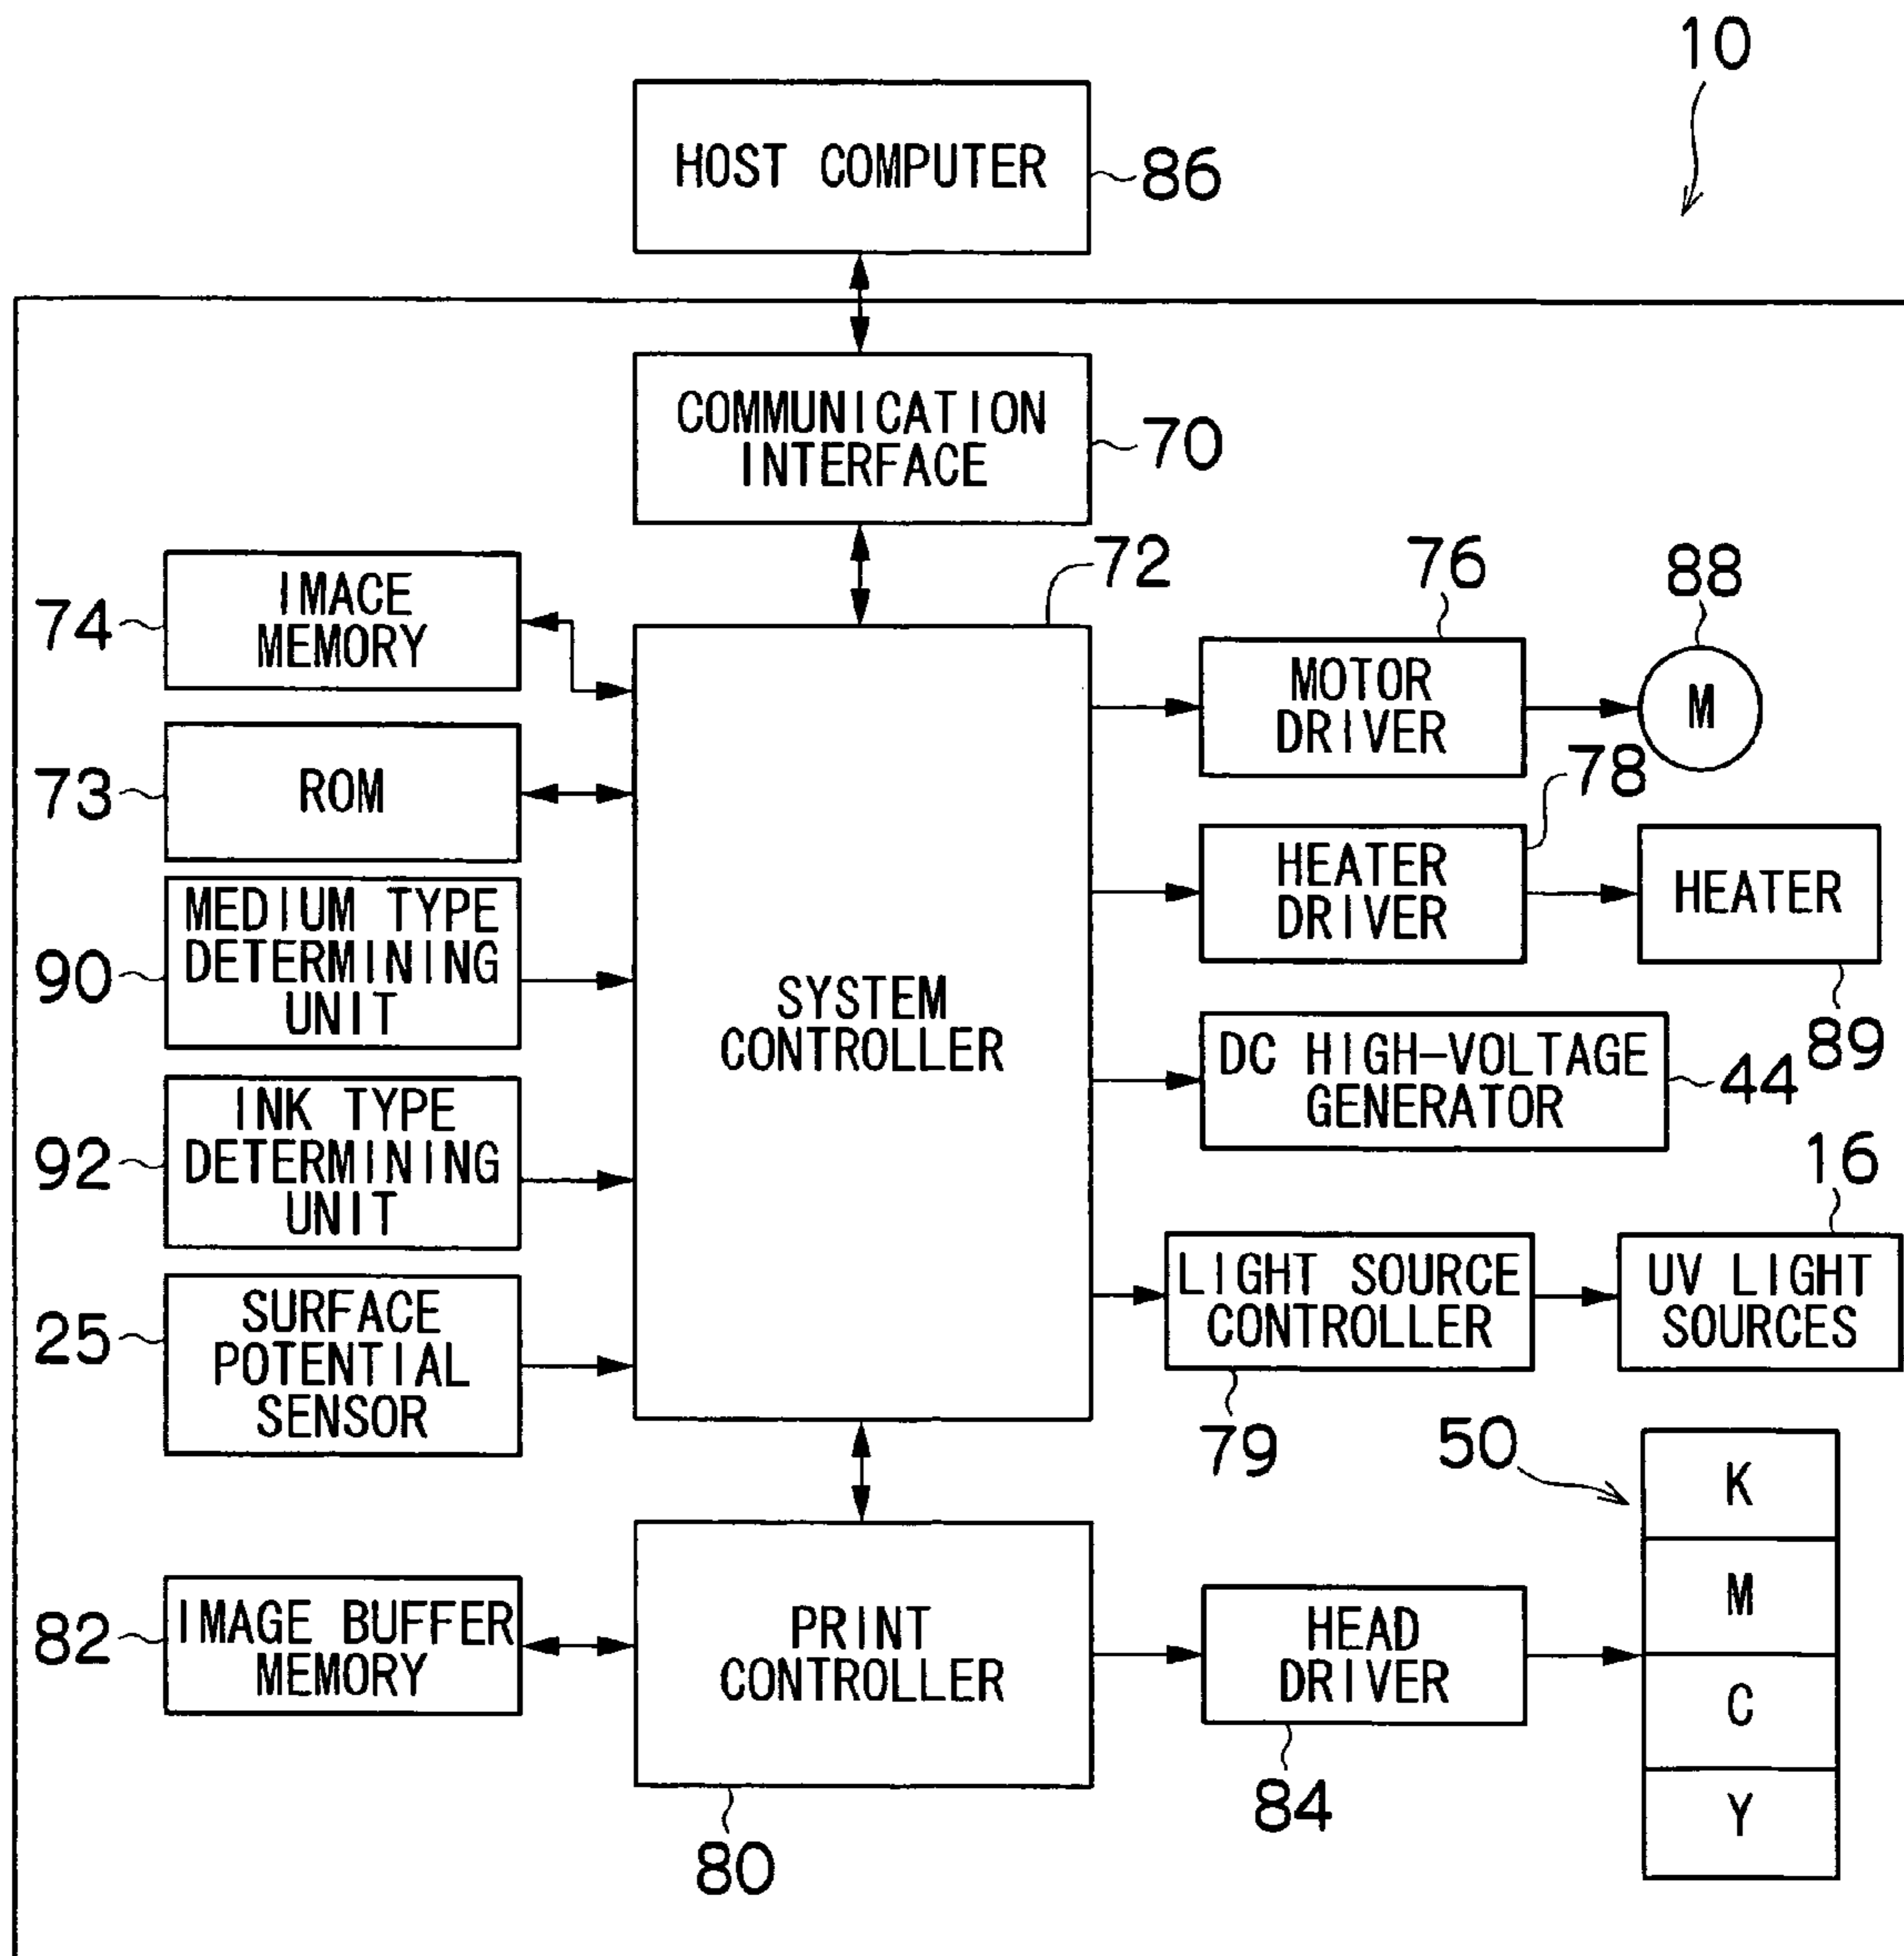 10
HOST COMPUTER
86
COMMUNICATION
INTERFACE
70
72
IMACE
MEMORY
74
76
88
MOTOR
DRIVER
M
ROM
73
78
HEATER
DRIVER
HEATER
89
MEDIUM TYPE
DETERMINING
UNIT
90
SYSTEM
CONTROLLER
DC HIGH-VOLTAGE
GENERATOR
44
INK TYPE
DETERMINING
UNIT
92
16
LIGHT SOURCE
CONTROLLER
79
UV LIGHT
SOURCES
SURFACE
POTENTIAL
SENSOR
25
50
K
M
C
Y
IMAGE BUFFER
MEMORY
82
PRINT
CONTROLLER
80
HEAD
DRIVER
84